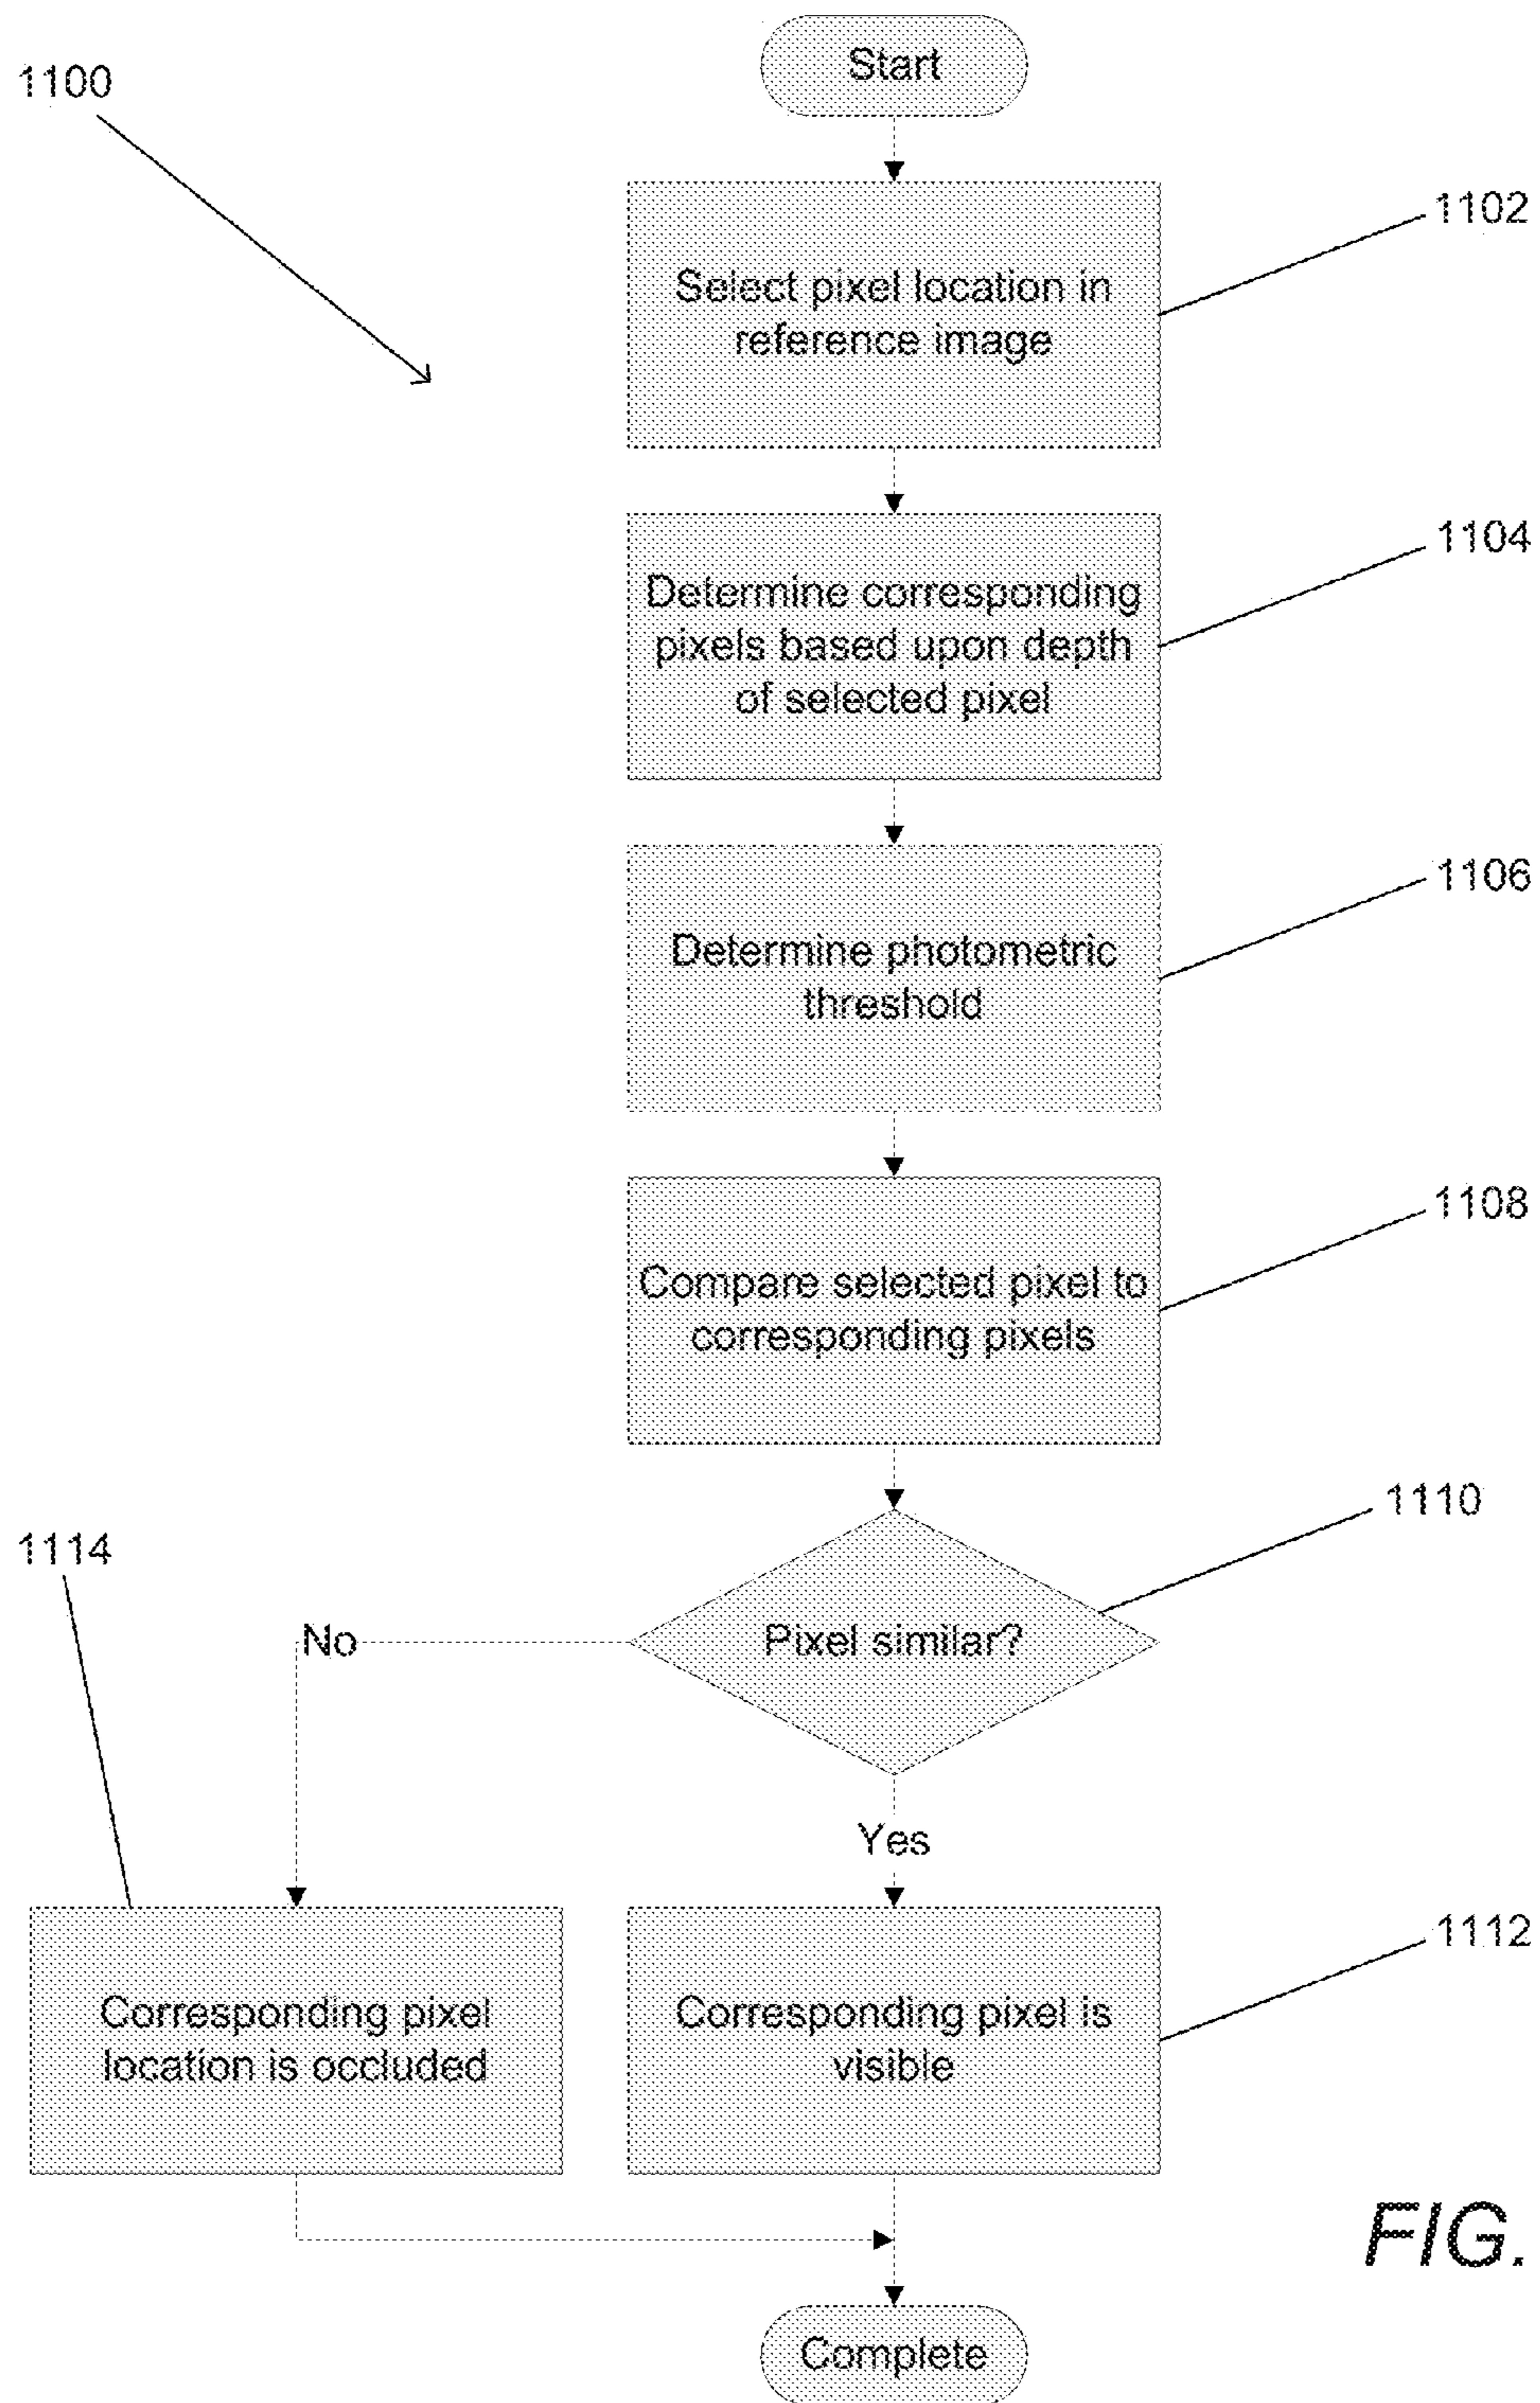 Start
1100
1102
Select pixel location in
reference image
1104
Determine corresponding
pixels based upon depth
of selected pixel
1106
Determine photometric
threshold
1108
Compare selected pixel to
corresponding pixels
1110
1114
No
Pixel similar?
Yes
1112
Corresponding pixel
location is occluded
Corresponding pixel is
visible
FIG.
Complete